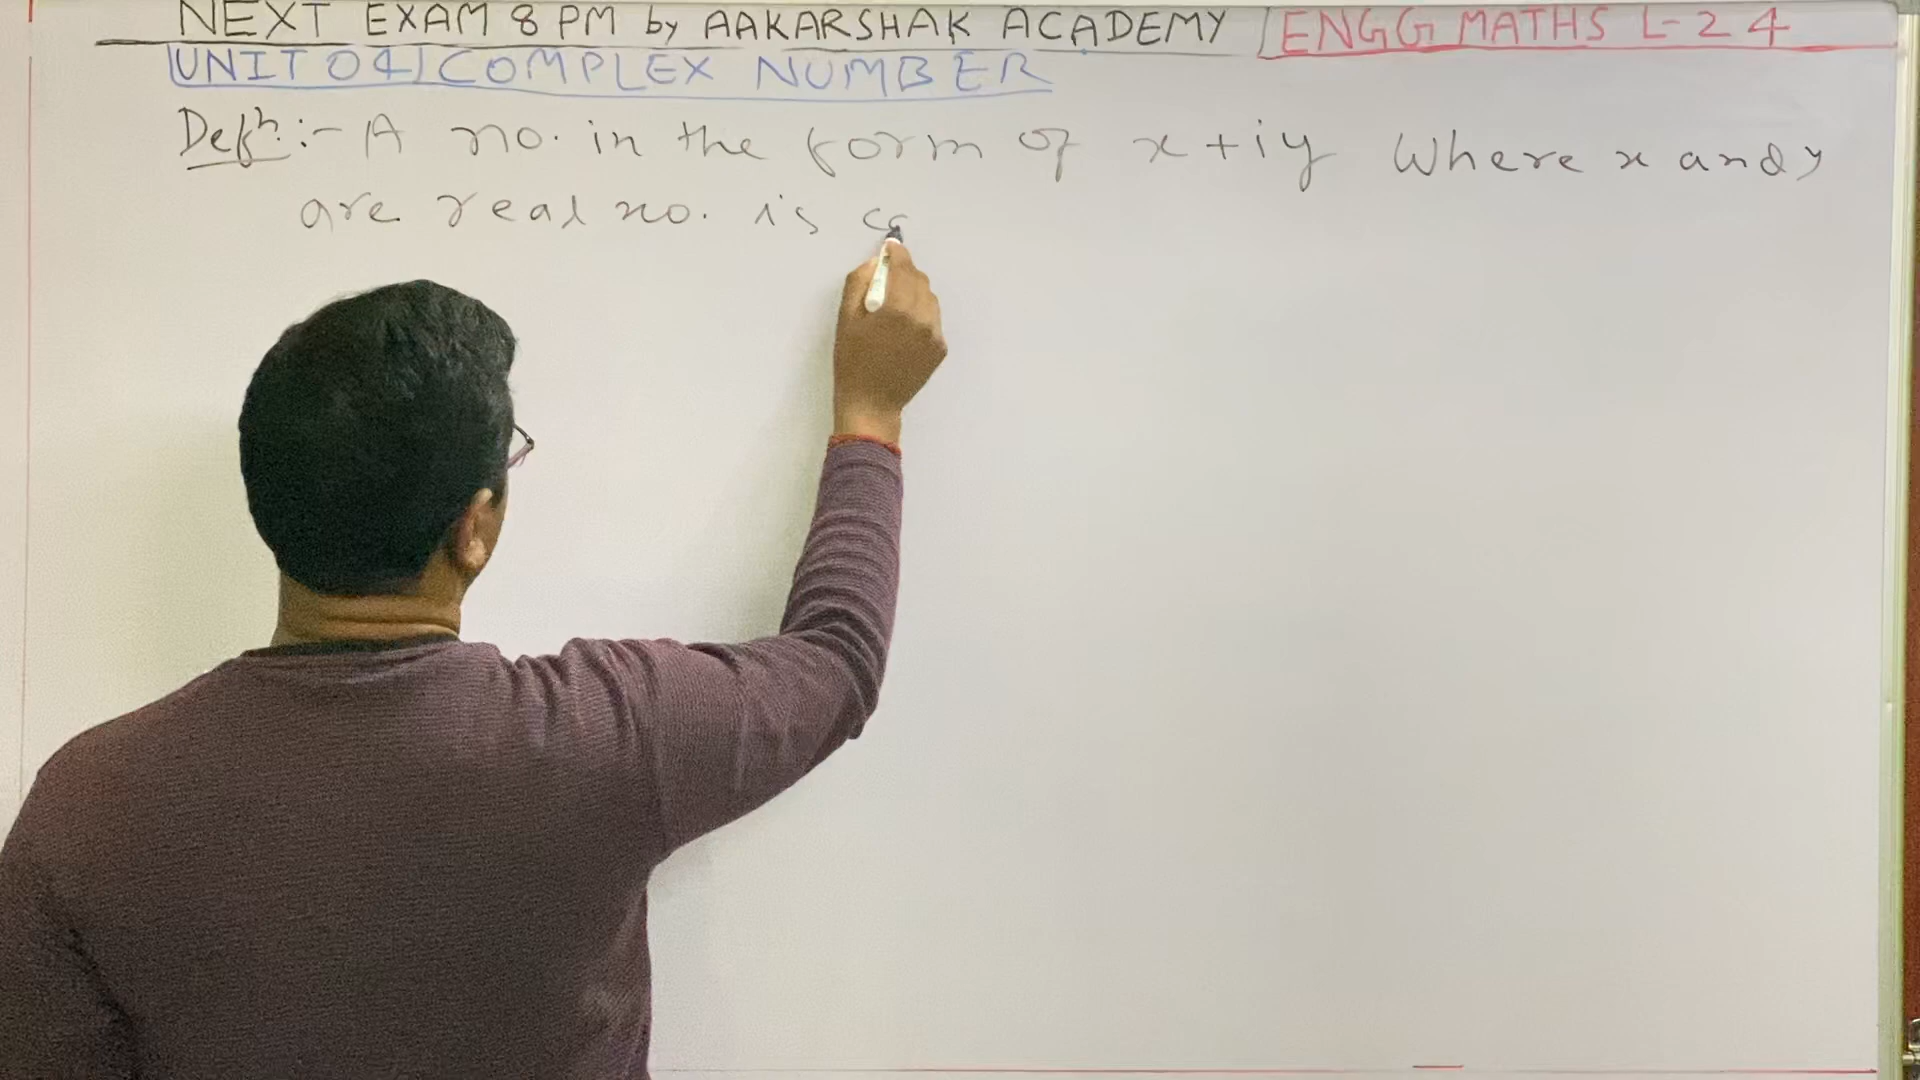 NEXT EXAM 8 PM by AAKARSHAK ACADEMY ENGG MATHS L-24
UNIT 04 COMPLEX NUMBER
Defn:- A no. in the form of x+iy Where x and y
are real no. is ca